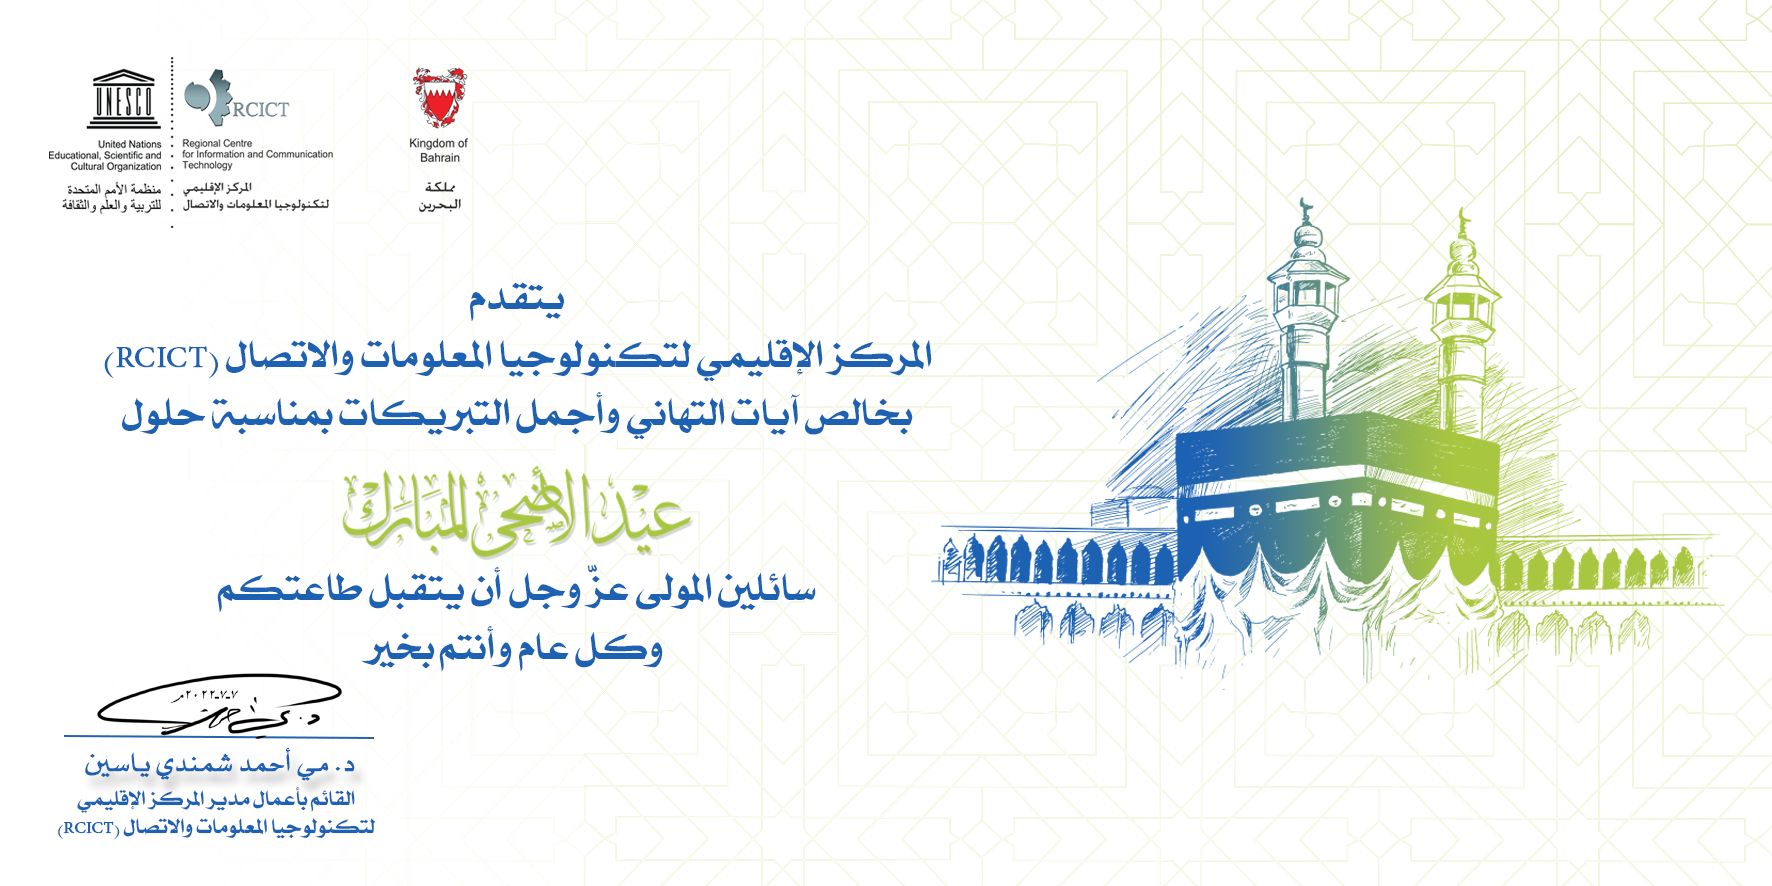 UNESCO
United Nations
Educational, Scientific and
Cultural Organization
منظمة الأمم المتحدة
للتربية والعلم والثقافة
RCICT
Regional Centre
for Information and Communication
Technology
المركز الإقليمي
لتكنولوجيا المعلومات والاتصال
Kingdom of
Bahrain
مملكة
البحرين
يتقدم
المركز الإقليمي لتكنولوجيا المعلومات والاتصال (RCICT)
بخالص آيات التهاني وأجمل التبريكات بمناسبة حلول
عيد الأضحى المبارك
سائلين المولى عزّ وجل أن يتقبل طاعتكم
وكل عام وأنتم بخير
٢٠٢٢-٧-٧م
د. مي أحمد شمندي ياسين
القائم بأعمال مدير المركز الإقليمي
لتكنولوجيا المعلومات والاتصال (RCICT)